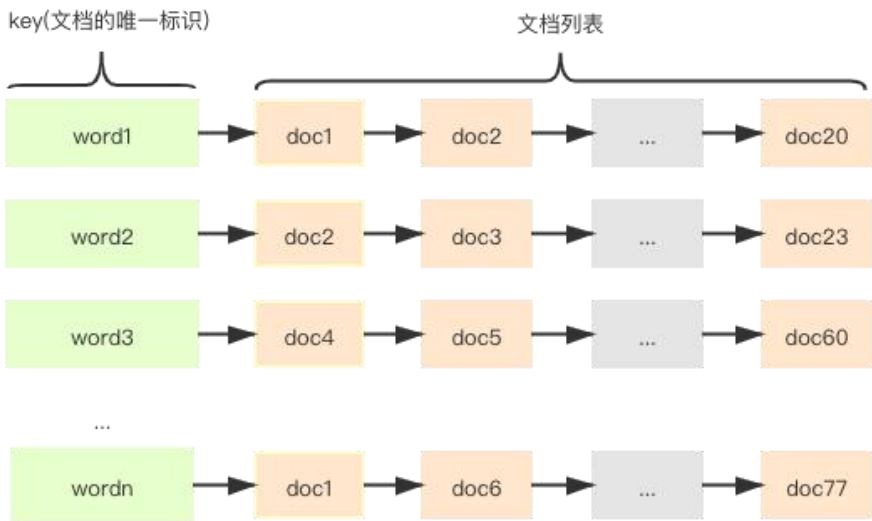 key(文档的唯一标识)
文档列表
word1 doc1 doc2 ... doc20
word2 doc2 doc3 ... doc23
word3 doc4 doc5 ... doc60
...
wordn doc1 doc6 ... doc77